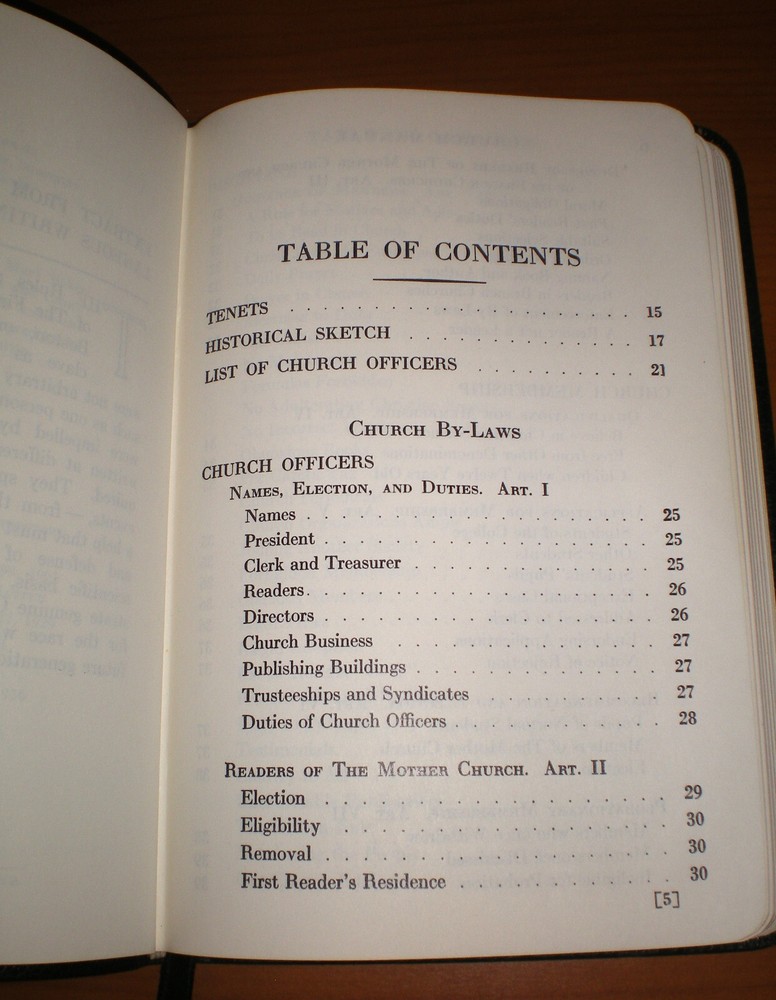 TABLE OF CONTENTS
TENETS . . . . . . . . . . . . . . . . . . 15
HISTORICAL SKETCH . . . . . . . . . . . . 17
LIST OF CHURCH OFFICERS . . . . . . . . . 21
CHURCH BY-LAWS
CHURCH OFFICERS
NAMES, ELECTION, AND DUTIES. ART. I
Names . . . . . . . . . . . . . . . . . 25
President . . . . . . . . . . . . . . . . 25
Clerk and Treasurer . . . . . . . . . . . . 25
Readers . . . . . . . . . . . . . . . . . 26
Directors . . . . . . . . . . . . . . . . 26
Church Business . . . . . . . . . . . . . 27
Publishing Buildings . . . . . . . . . . . . 27
Trusteeships and Syndicates . . . . . . . . 27
Duties of Church Officers . . . . . . . . . . 28
READERS OF THE MOTHER CHURCH. ART. II
Election . . . . . . . . . . . . . . . . . 29
Eligibility . . . . . . . . . . . . . . . . 30
Removal . . . . . . . . . . . . . . . . . 30
First Reader's Residence . . . . . . . . . . 30
[5]